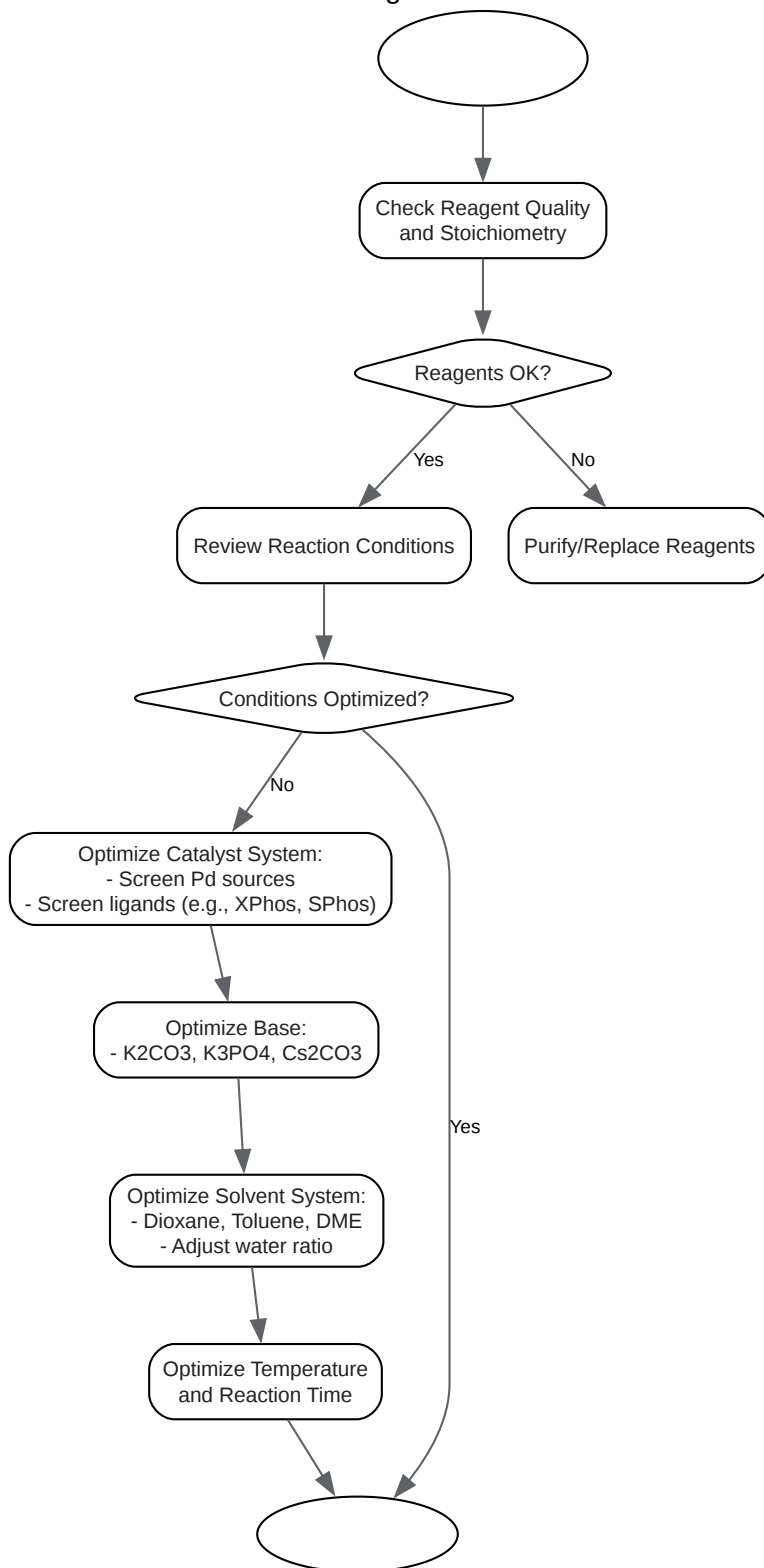 Check Reagent Quality
and Stoichiometry
Reagents OK?
Yes
No
Review Reaction Conditions
Purify/Replace Reagents
Conditions Optimized?
No
Optimize Catalyst System:
- Screen Pd sources
- Screen ligands (e.g., XPhos, SPhos)
Optimize Base:
- K2CO3, K3PO4, Cs2CO3
Yes
Optimize Solvent System:
- Dioxane, Toluene, DME
- Adjust water ratio
Optimize Temperature
and Reaction Time